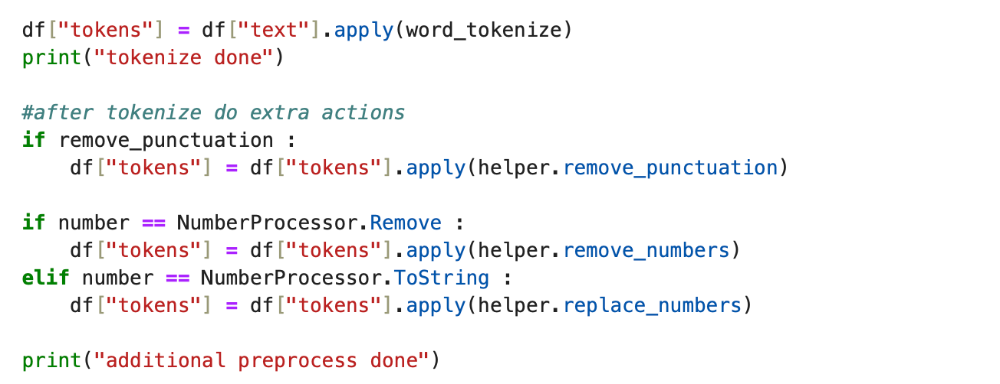 df["tokens"] = df["text"].apply(word_tokenize)
print("tokenize done")

#after tokenize do extra actions
if remove_punctuation :
    df["tokens"] = df["tokens"].apply(helper.remove_punctuation)

if number == NumberProcessor.Remove :
    df["tokens"] = df["tokens"].apply(helper.remove_numbers)
elif number == NumberProcessor.ToString :
    df["tokens"] = df["tokens"].apply(helper.replace_numbers)

print("additional preprocess done")